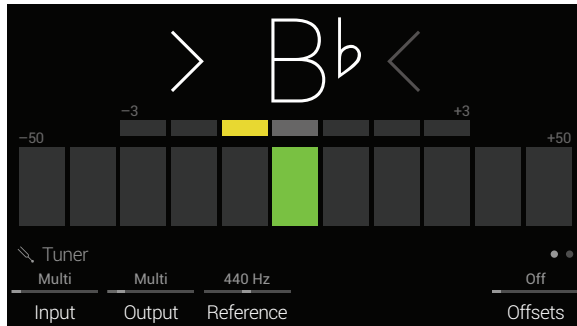 > B♭ <
−3 +3
−50 +50
Tuner
Multi Multi 440 Hz Off
Input Output Reference Offsets